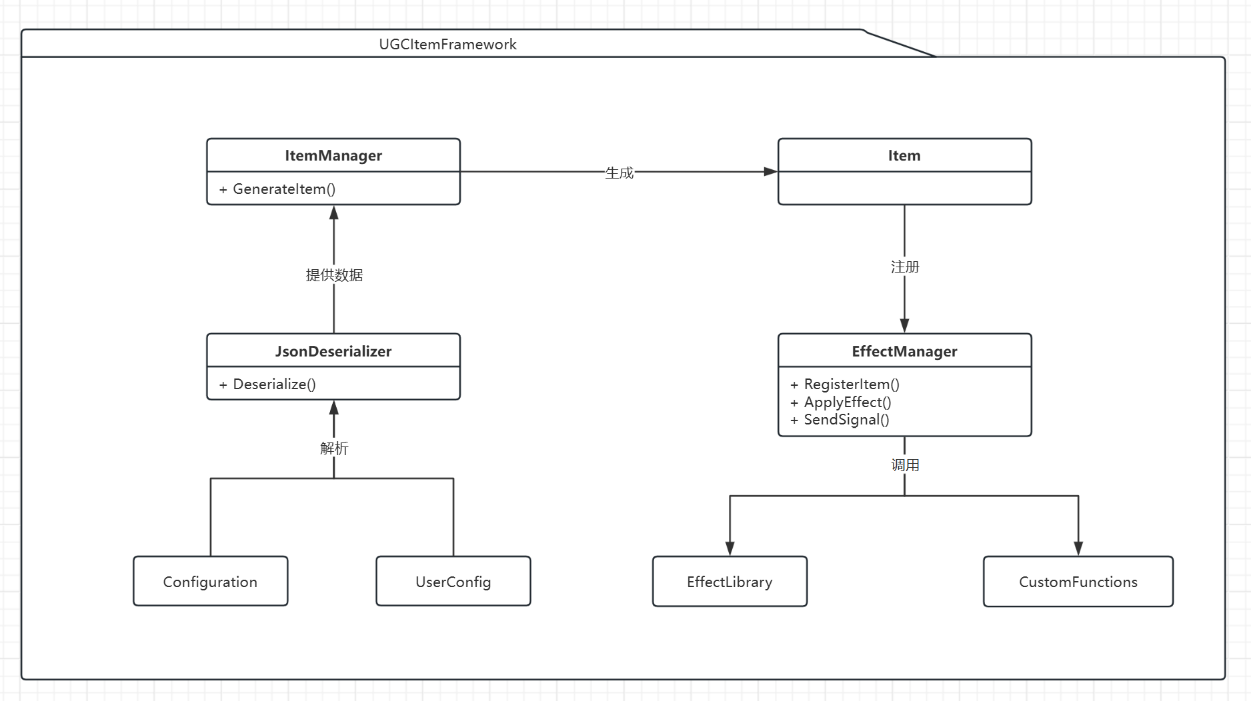 UGCItemFramework
ItemManager
+ GenerateItem()
生成
Item
提供数据
注册
JsonDeserializer
+ Deserialize()
EffectManager
+ RegisterItem()
+ ApplyEffect()
+ SendSignal()
解析
调用
Configuration
UserConfig
EffectLibrary
CustomFunctions